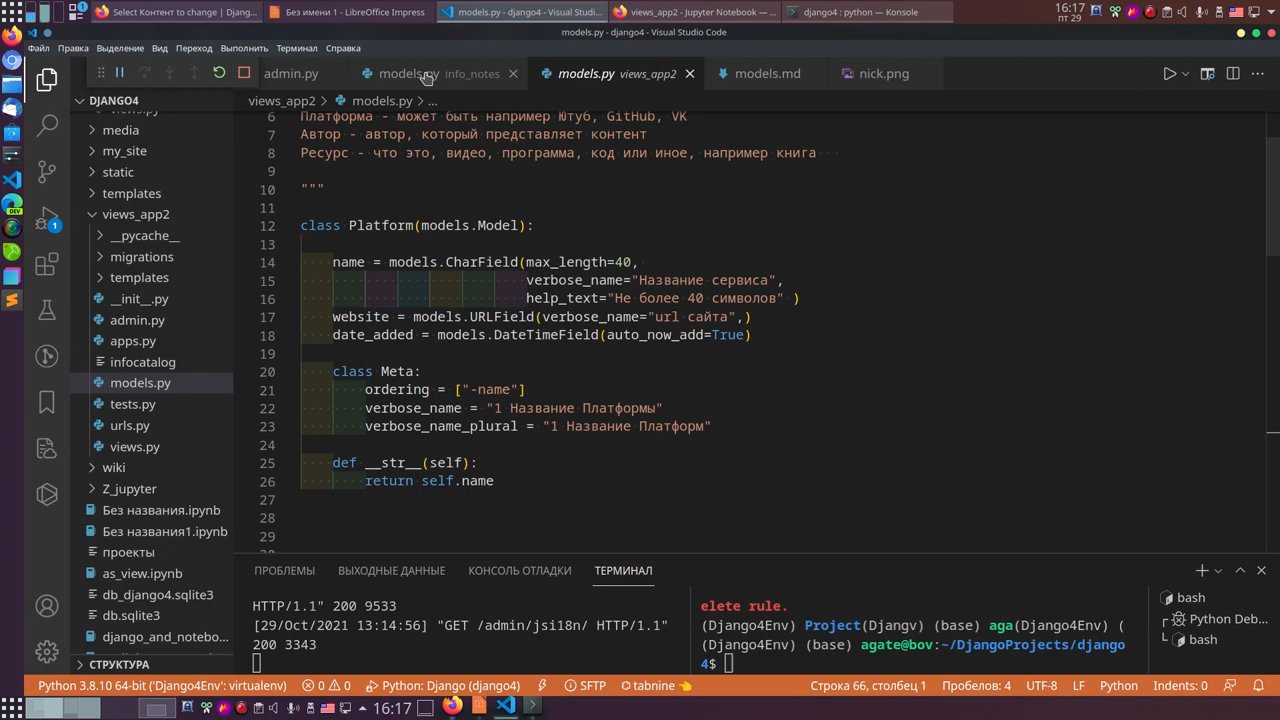 Select Контент to change | Djang…
Без имени 1 - LibreOffice Impress
models.py - django4 - Visual Studi…
views_app2 - Jupyter Notebook — …
django4 : python — Konsole
16:17
пт 29
models.py - django4 - Visual Studio Code
Файл Правка Выделение Вид Переход Выполнить Терминал Справка
admin.py
models.py info_notes
models.py views_app2
models.md
nick.png
DJANGO4
views_app2 > models.py > ...
views.py
media
my_site
static
templates
views_app2
__pycache__
migrations
templates
__init__.py
admin.py
apps.py
infocatalog
models.py
tests.py
urls.py
views.py
wiki
Z_jupyter
Без названия.ipynb
Без названия1.ipynb
проекты
as_view.ipynb
db_django4.sqlite3
db.sqlite3
django_and_notebo...
СТРУКТУРА
DEV
1
6 Платформа - может быть например Ютуб, GitHub, VK
7 Автор - автор, который представляет контент
8 Ресурс - что это, видео, программа, код или иное, например книга
9
10 """
11
12 class Platform(models.Model):
13
14 name = models.CharField(max_length=40,
15 verbose_name="Название сервиса",
16 help_text="Не более 40 символов" )
17 website = models.URLField(verbose_name="url сайта",)
18 date_added = models.DateTimeField(auto_now_add=True)
19
20 class Meta:
21 ordering = ["-name"]
22 verbose_name = "1 Название Платформы"
23 verbose_name_plural = "1 Название Платформ"
24
25 def __str__(self):
26 return self.name
27
28
29
ПРОБЛЕМЫ ВЫХОДНЫЕ ДАННЫЕ КОНСОЛЬ ОТЛАДКИ ТЕРМИНАЛ
HTTP/1.1" 200 9533
[29/Oct/2021 13:14:56] "GET /admin/jsi18n/ HTTP/1.1"
200 3343
elete rule.
(Django4Env) Project(Djangv) (base) aga(Django4Env) (
(Django4Env) (base) agate@bov:~/DjangoProjects/django
4$
bash
Python Deb...
bash
Python 3.8.10 64-bit ('Django4Env': virtualenv) 0 0 Python: Django (django4) SFTP tabnine Строка 66, столбец 1 Пробелов: 4 UTF-8 LF Python Indents: 0
16:17